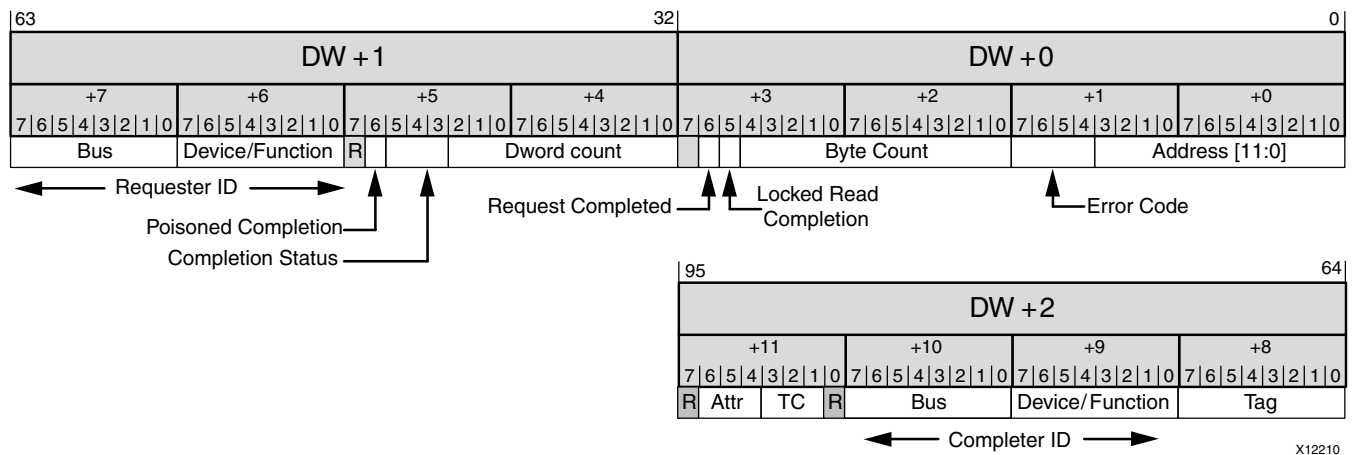 63 32 0
DW +1 DW +0
+7 +6 +5 +4 +3 +2 +1 +0
7 6 5 4 3 2 1 0 7 6 5 4 3 2 1 0 7 6 5 4 3 2 1 0 7 6 5 4 3 2 1 0 7 6 5 4 3 2 1 0 7 6 5 4 3 2 1 0 7 6 5 4 3 2 1 0 7 6 5 4 3 2 1 0
Bus Device/Function R Dword count Byte Count Address [11:0]
Requester ID
Poisoned Completion
Completion Status
Request Completed
Locked Read
Completion
Error Code
95 64
DW +2
+11 +10 +9 +8
7 6 5 4 3 2 1 0 7 6 5 4 3 2 1 0 7 6 5 4 3 2 1 0 7 6 5 4 3 2 1 0
R Attr TC R Bus Device/Function Tag
Completer ID
X12210